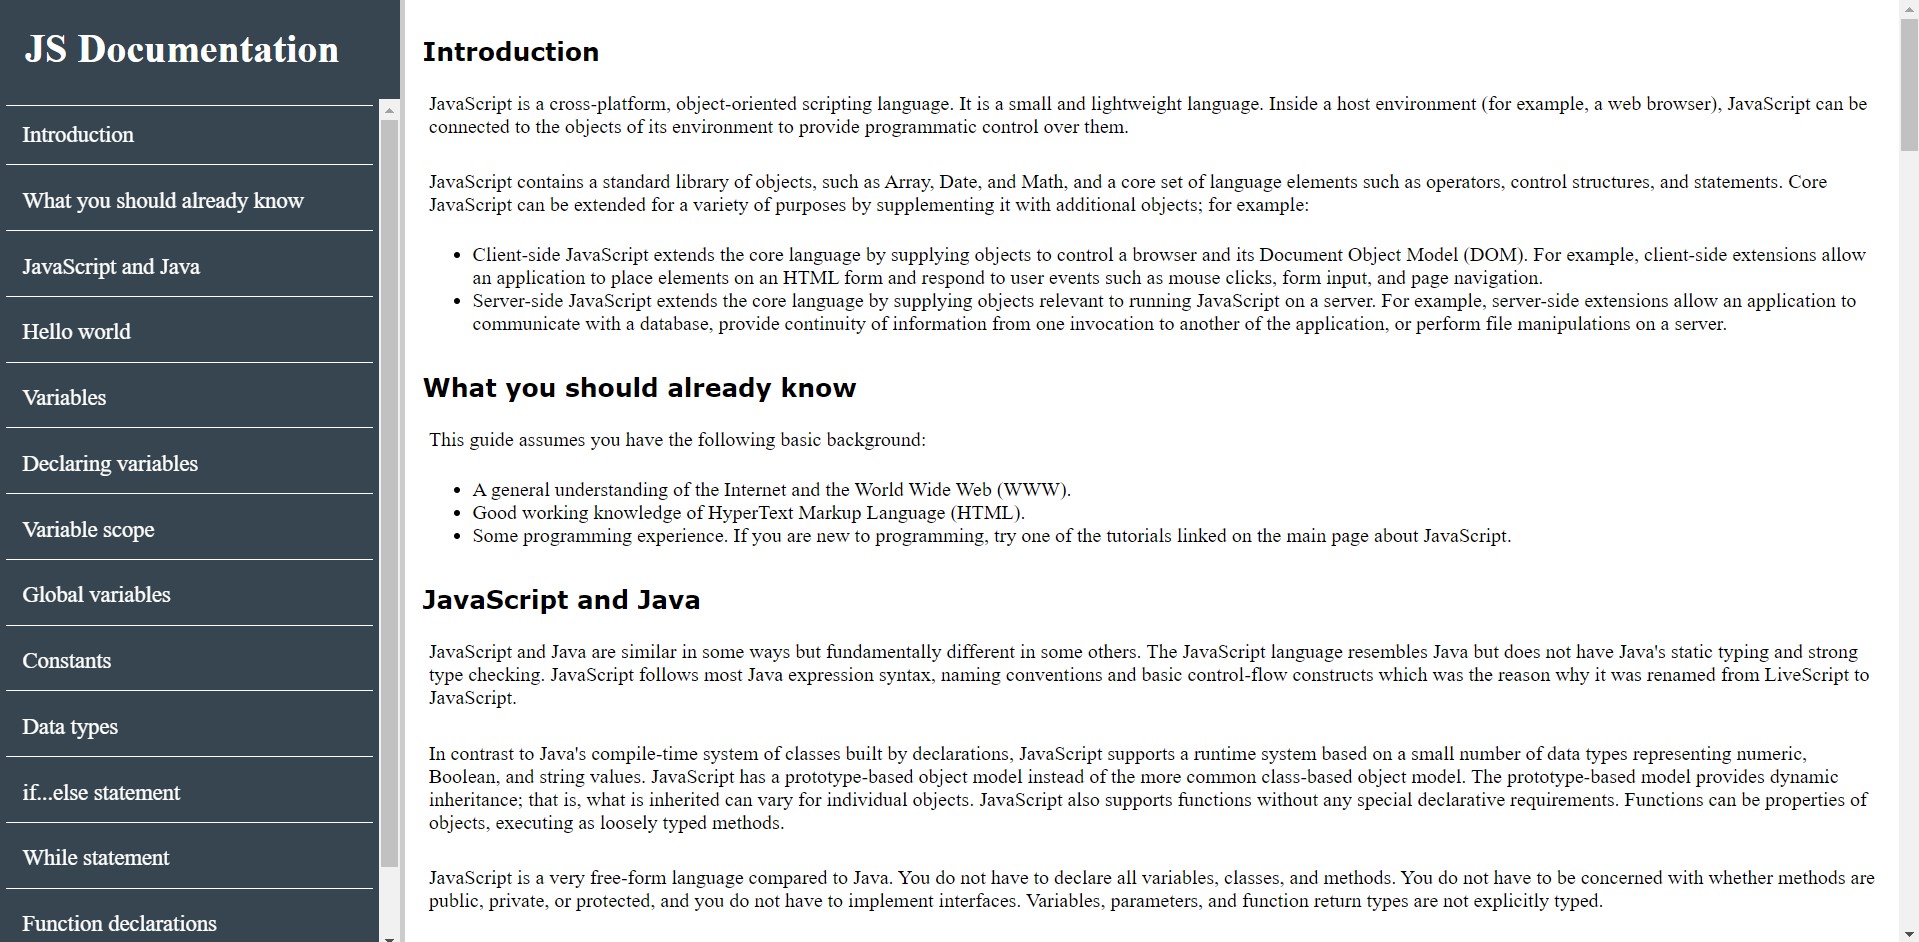 JS Documentation
Introduction
What you should already know
JavaScript and Java
Hello world
Variables
Declaring variables
Variable scope
Global variables
Constants
Data types
if...else statement
While statement
Function declarations
Introduction
JavaScript is a cross-platform, object-oriented scripting language. It is a small and lightweight language. Inside a host environment (for example, a web browser), JavaScript can be
connected to the objects of its environment to provide programmatic control over them.
JavaScript contains a standard library of objects, such as Array, Date, and Math, and a core set of language elements such as operators, control structures, and statements. Core
JavaScript can be extended for a variety of purposes by supplementing it with additional objects; for example:
• Client-side JavaScript extends the core language by supplying objects to control a browser and its Document Object Model (DOM). For example, client-side extensions allow
an application to place elements on an HTML form and respond to user events such as mouse clicks, form input, and page navigation.
• Server-side JavaScript extends the core language by supplying objects relevant to running JavaScript on a server. For example, server-side extensions allow an application to
communicate with a database, provide continuity of information from one invocation to another of the application, or perform file manipulations on a server.
What you should already know
This guide assumes you have the following basic background:
• A general understanding of the Internet and the World Wide Web (WWW).
• Good working knowledge of HyperText Markup Language (HTML).
• Some programming experience. If you are new to programming, try one of the tutorials linked on the main page about JavaScript.
JavaScript and Java
JavaScript and Java are similar in some ways but fundamentally different in some others. The JavaScript language resembles Java but does not have Java's static typing and strong
type checking. JavaScript follows most Java expression syntax, naming conventions and basic control-flow constructs which was the reason why it was renamed from LiveScript to
JavaScript.
In contrast to Java's compile-time system of classes built by declarations, JavaScript supports a runtime system based on a small number of data types representing numeric,
Boolean, and string values. JavaScript has a prototype-based object model instead of the more common class-based object model. The prototype-based model provides dynamic
inheritance; that is, what is inherited can vary for individual objects. JavaScript also supports functions without any special declarative requirements. Functions can be properties of
objects, executing as loosely typed methods.
JavaScript is a very free-form language compared to Java. You do not have to declare all variables, classes, and methods. You do not have to be concerned with whether methods are
public, private, or protected, and you do not have to implement interfaces. Variables, parameters, and function return types are not explicitly typed.